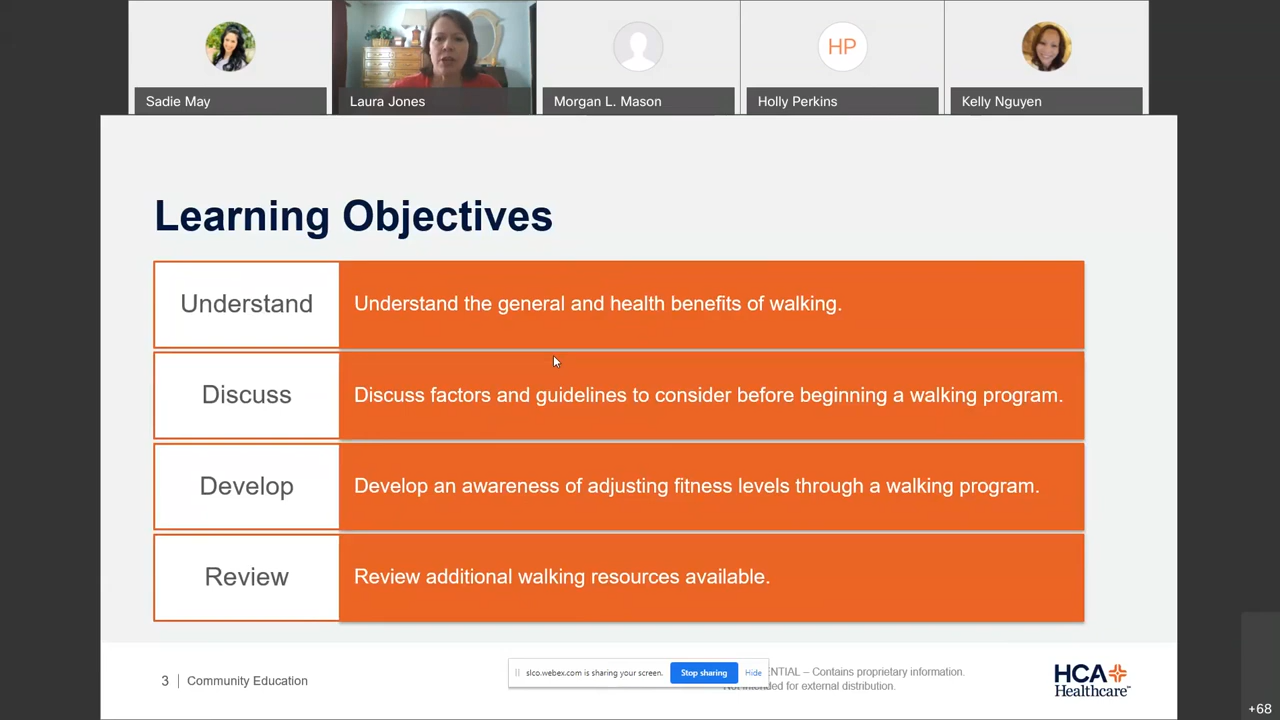 Sadie May
Laura Jones
Morgan L. Mason
HP
Holly Perkins
Kelly Nguyen
Learning Objectives
Understand
Understand the general and health benefits of walking.
Discuss
Discuss factors and guidelines to consider before beginning a walking program.
Develop
Develop an awareness of adjusting fitness levels through a walking program.
Review
Review additional walking resources available.
3 | Community Education
slco.webex.com is sharing your screen.
Stop sharing
Hide
– Contains proprietary information.
intended for external distribution.
HCA
Healthcare™
+68